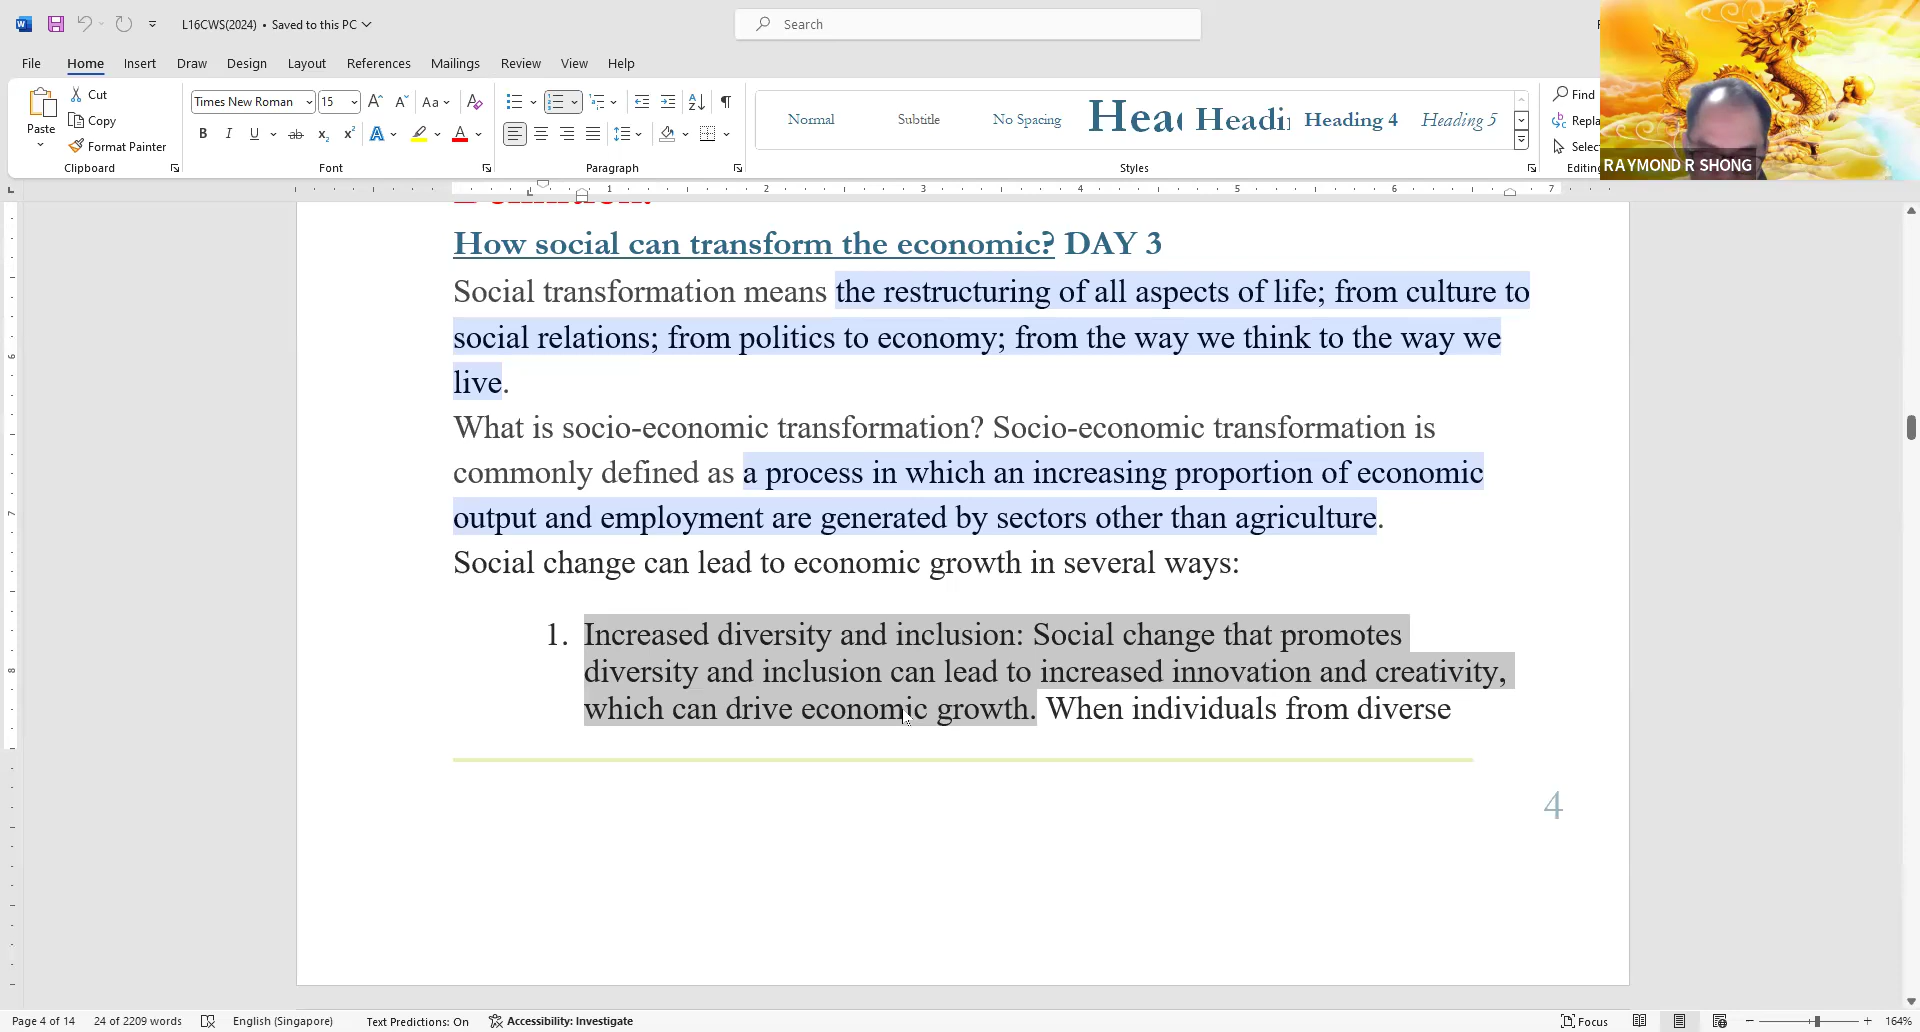 L16CWS(2024) • Saved to this PC
Search
File Home Insert Draw Design Layout References Mailings Review View Help
Paste
Cut
Copy
Format Painter
Clipboard
Times New Roman 15
Font
Paragraph
Normal Subtitle No Spacing Head Headi Heading 4 Heading 5
Styles
Find
Repla
Selec
Editing
RAYMOND R SHONG
How social can transform the economic? DAY 3
Social transformation means the restructuring of all aspects of life; from culture to
social relations; from politics to economy; from the way we think to the way we
live.
What is socio-economic transformation? Socio-economic transformation is
commonly defined as a process in which an increasing proportion of economic
output and employment are generated by sectors other than agriculture.
Social change can lead to economic growth in several ways:
1. Increased diversity and inclusion: Social change that promotes
diversity and inclusion can lead to increased innovation and creativity,
which can drive economic growth. When individuals from diverse
4
Page 4 of 14 24 of 2209 words English (Singapore) Text Predictions: On Accessibility: Investigate Focus 164%